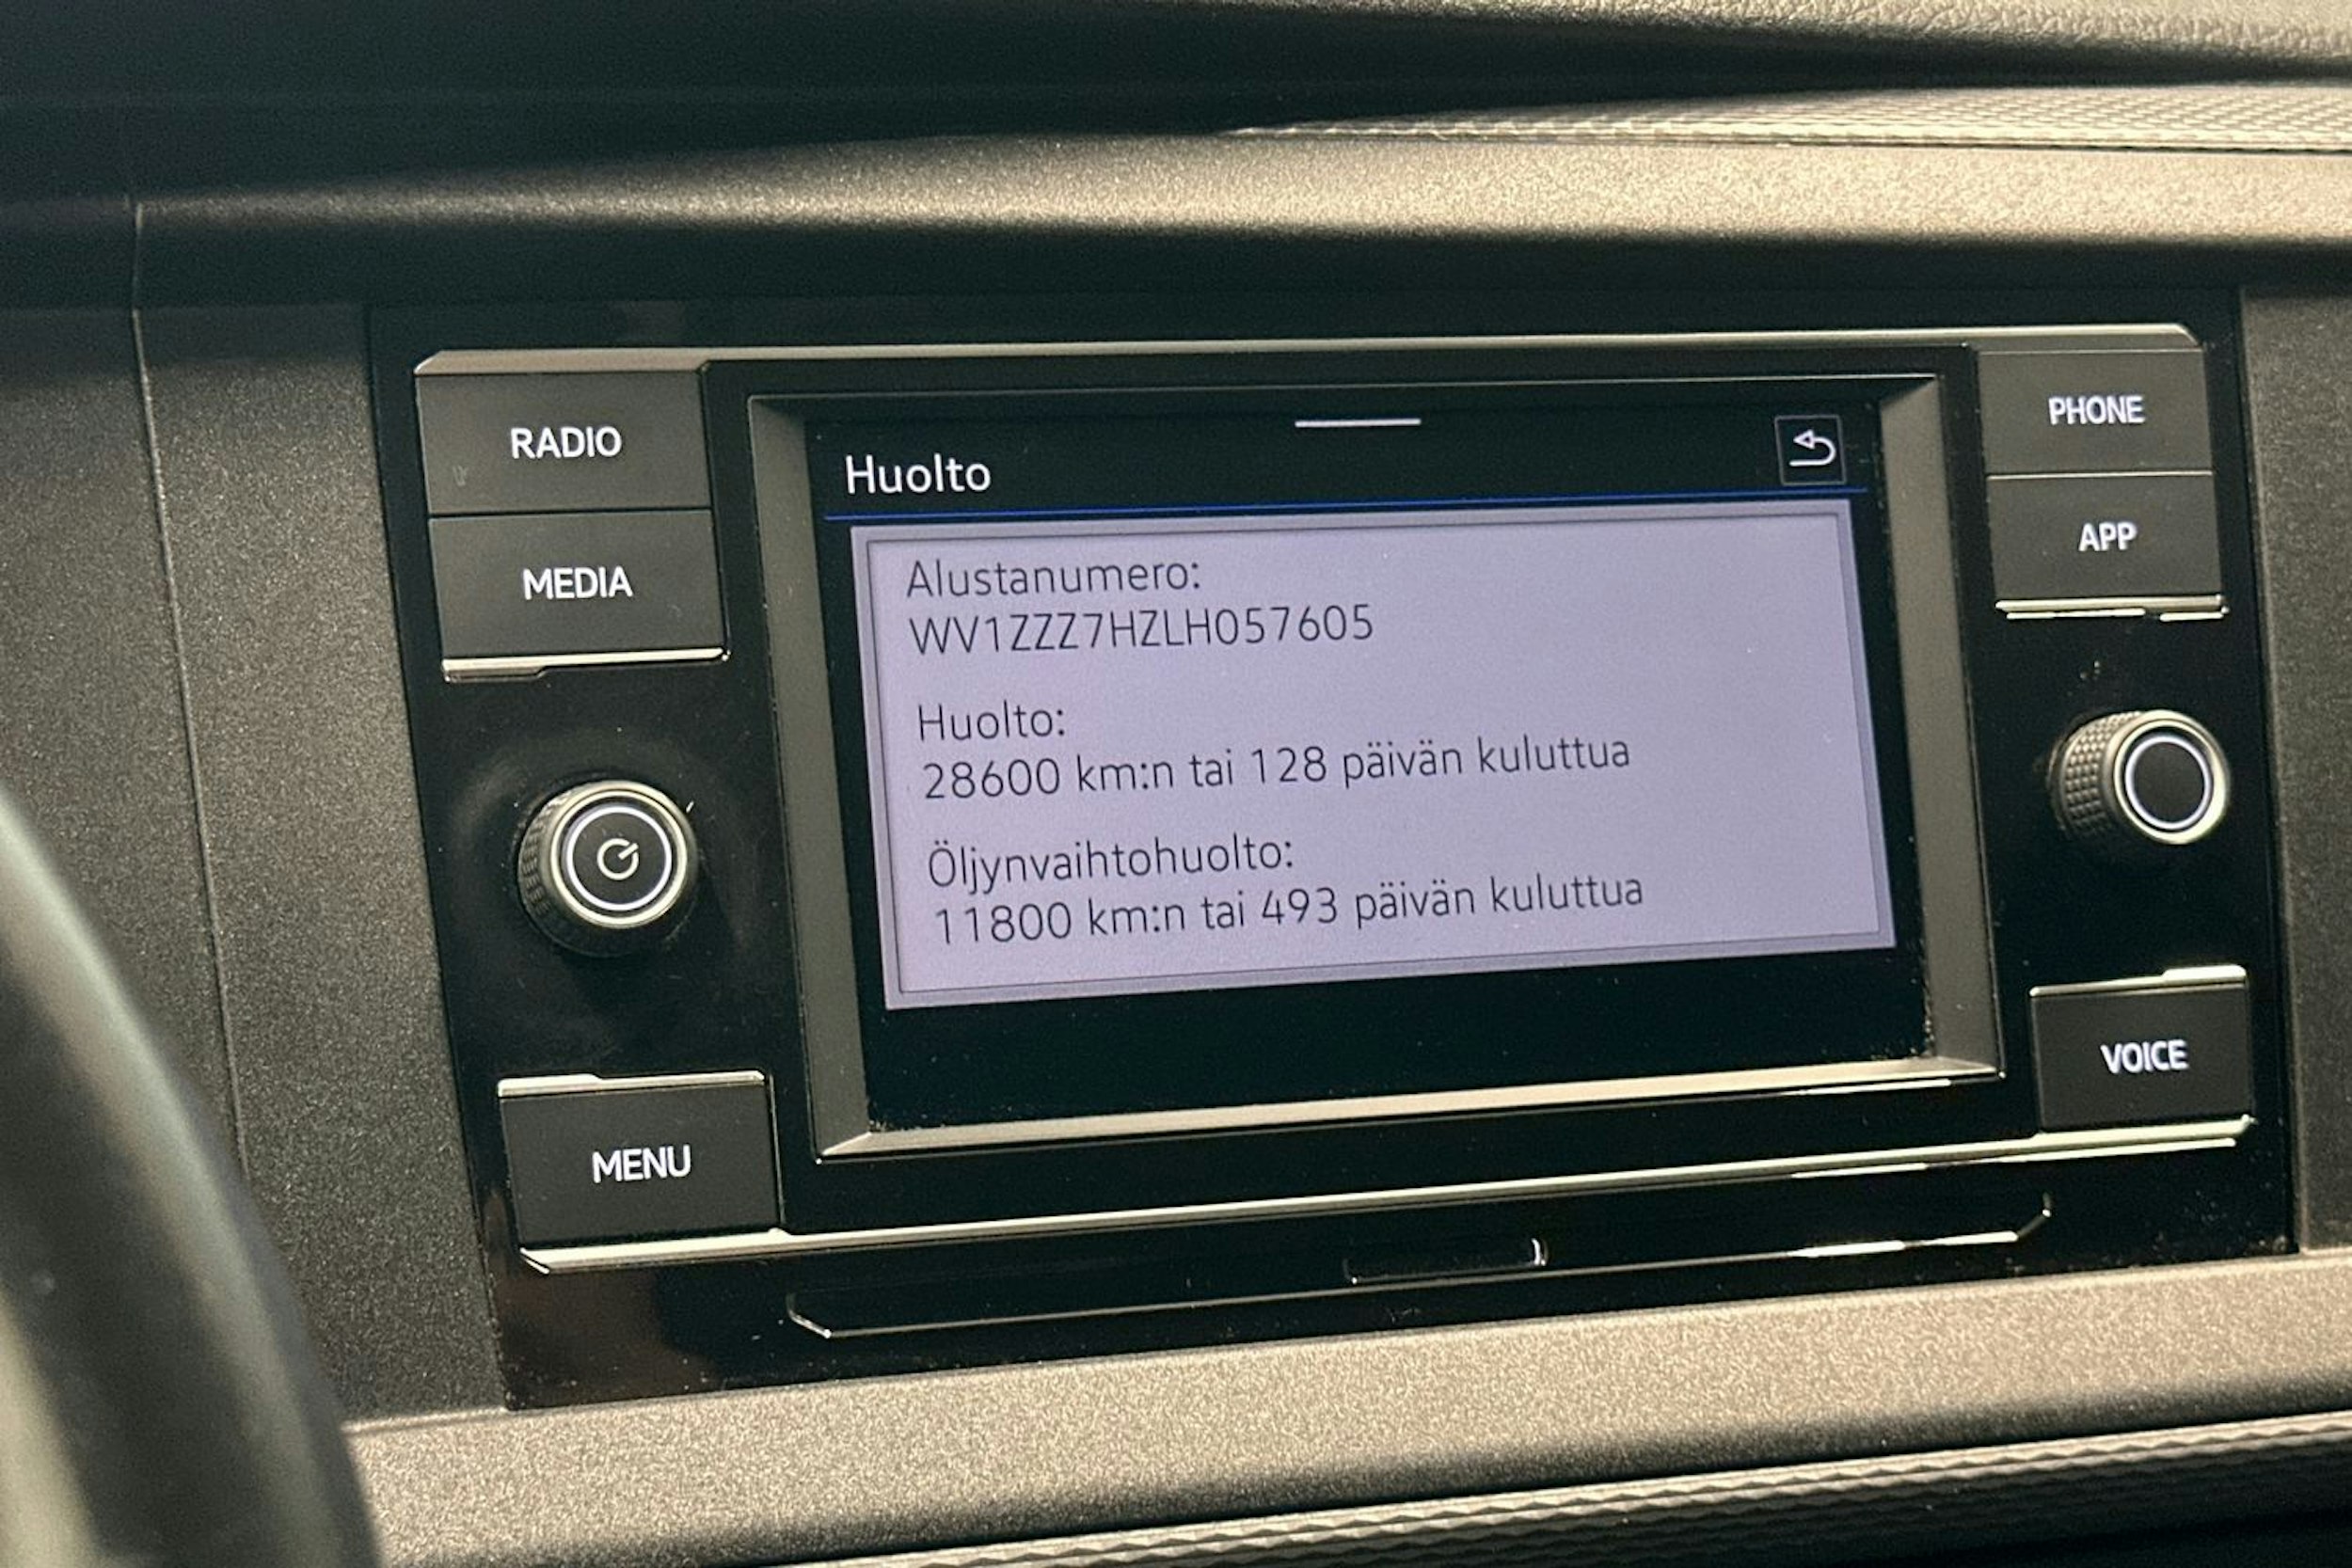 RADIO
MEDIA
MENU
Huolto
Alustanumero:
WV1ZZZ7HZLH057605
Huolto:
28600 km:n tai 128 päivän kuluttua
Öljynvaihtohuolto:
11800 km:n tai 493 päivän kuluttua
PHONE
APP
VOICE